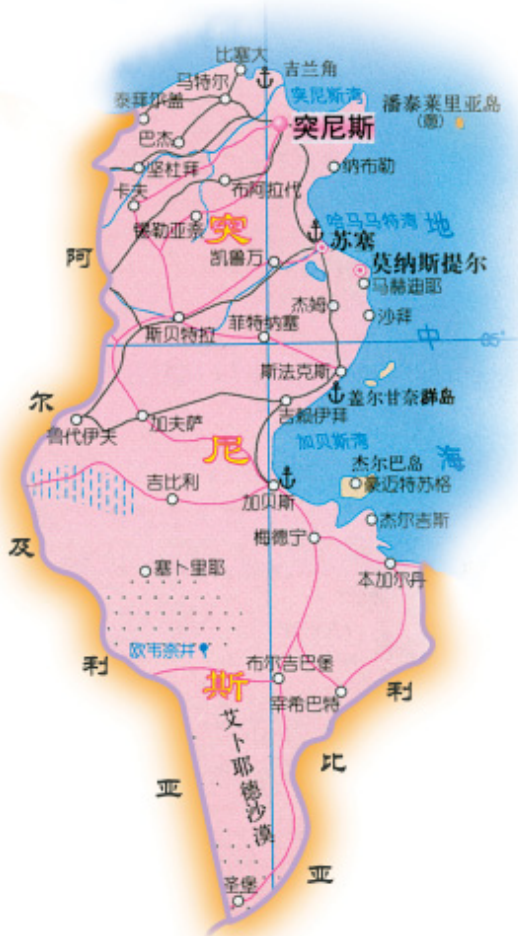 比塞大
吉兰角
马特尔
泰拜尔盖
突尼斯湾
潘泰莱里亚岛
(意)
突尼斯
巴杰
坚杜拜
纳布勒
卡夫
布阿拉代
锡勒亚奈
突
哈马马特湾
地
苏塞
阿
凯鲁万
莫纳斯提尔
马赫迪耶
杰姆
沙拜
斯贝特拉
菲特纳塞
中
35°
斯法克斯
盖尔甘奈群岛
尔
吉赖伊拜
加夫萨
鲁代伊夫
尼
加贝斯湾
海
杰尔巴岛
吉比利
豪迈特苏格
加贝斯
杰尔吉斯
及
梅德宁
塞卜里耶
本加尔丹
欧韦奈井
利
布尔吉巴堡
斯
宰希巴特
利
艾卜耶德沙漠
比
亚
亚
圣堡